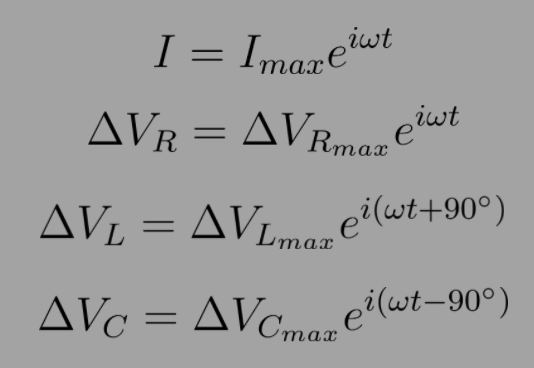 I = I_{max}e^{iωt}
ΔV_R = ΔV_{R_{max}}e^{iωt}
ΔV_L = ΔV_{L_{max}}e^{i(ωt+90°)}
ΔV_C = ΔV_{C_{max}}e^{i(ωt−90°)}